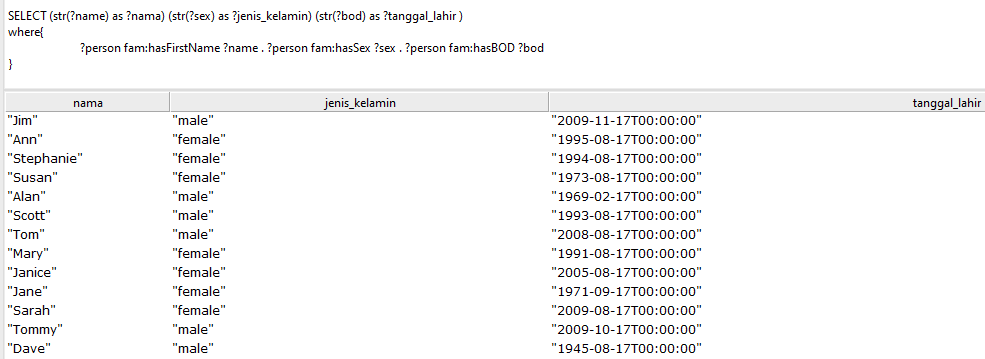 SELECT (str(?name) as ?nama) (str(?sex) as ?jenis_kelamin) (str(?bod) as ?tanggal_lahir )
where{
?person fam:hasFirstName ?name . ?person fam:hasSex ?sex . ?person fam:hasBOD ?bod
}
nama jenis_kelamin tanggal_lahir
"Jim" "male" "2009-11-17T00:00:00"
"Ann" "female" "1995-08-17T00:00:00"
"Stephanie" "female" "1994-08-17T00:00:00"
"Susan" "female" "1973-08-17T00:00:00"
"Alan" "male" "1969-02-17T00:00:00"
"Scott" "male" "1993-08-17T00:00:00"
"Tom" "male" "2008-08-17T00:00:00"
"Mary" "female" "1991-08-17T00:00:00"
"Janice" "female" "2005-08-17T00:00:00"
"Jane" "female" "1971-09-17T00:00:00"
"Sarah" "female" "2009-08-17T00:00:00"
"Tommy" "male" "2009-10-17T00:00:00"
"Dave" "male" "1945-08-17T00:00:00"